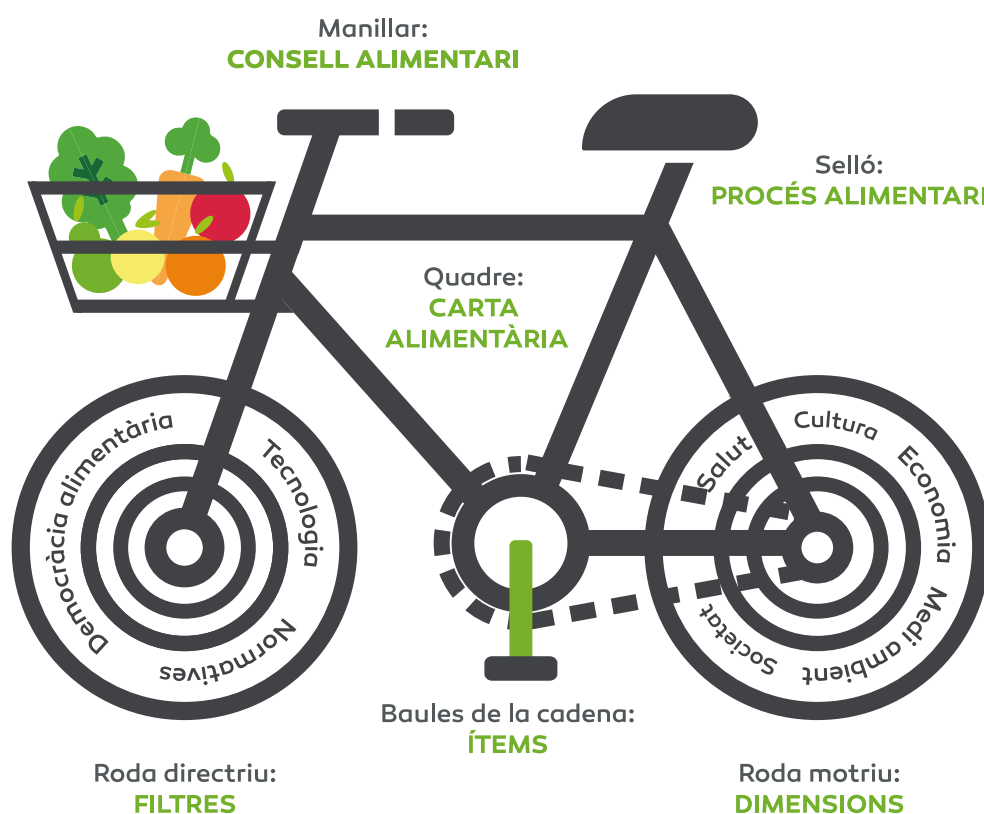 Manillar:
CONSELL ALIMENTARI
Selló:
PROCÉS ALIMENTARI
Quadre:
CARTA
ALIMENTÀRIA
Democràcia alimentària
Tecnologia
Normatives
Salut
Cultura
Economia
Medi ambient
Societat
Baules de la cadena:
ÍTEMS
Roda directriu:
FILTRES
Roda motriu:
DIMENSIONS